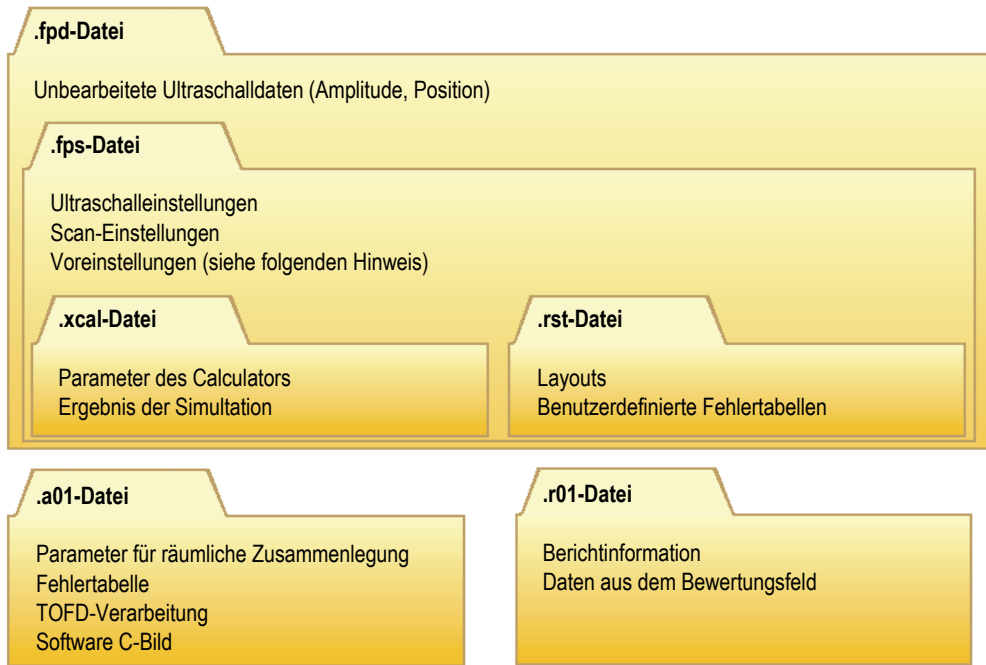 .fpd-Datei
Unbearbeitete Ultraschalldaten (Amplitude, Position)
.fps-Datei
Ultraschalleinstellungen
Scan-Einstellungen
Voreinstellungen (siehe folgenden Hinweis)
.xcal-Datei
Parameter des Calculators
Ergebnis der Simultation
.rst-Datei
Layouts
Benutzerdefinierte Fehlertabellen
.a01-Datei
Parameter für räumliche Zusammenlegung
Fehlertabelle
TOFD-Verarbeitung
Software C-Bild
.r01-Datei
Berichtinformation
Daten aus dem Bewertungsfeld